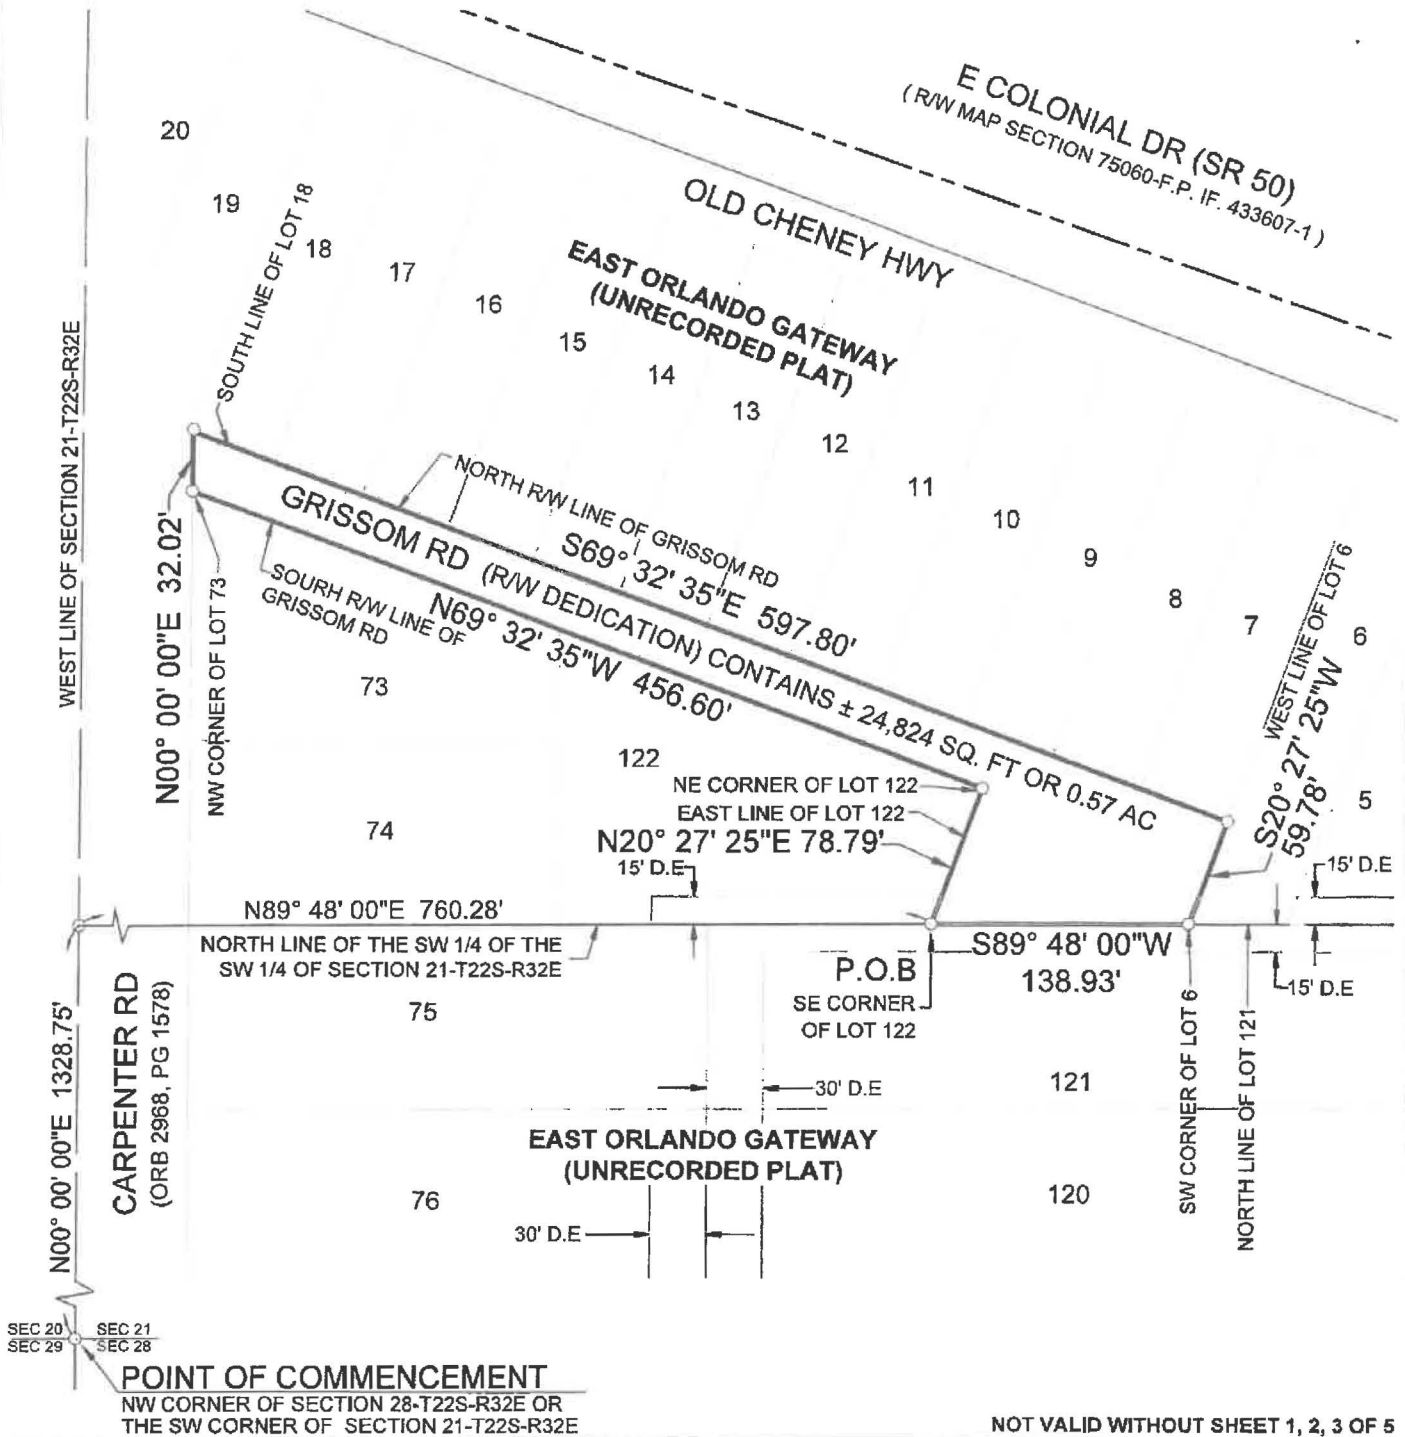 E COLONIAL DR (SR 50)
( R/W MAP SECTION 75060-F.P. IF. 433607-1 )
OLD CHENEY HWY
EAST ORLANDO GATEWAY
(UNRECORDED PLAT)
20
19
18
17
16
15
14
13
12
11
10
9
8
7
6
5
SOUTH LINE OF LOT 18
WEST LINE OF SECTION 21-T22S-R32E
NORTH R/W LINE OF GRISSOM RD
S69° 32' 35"E 597.80'
GRISSOM RD (R/W DEDICATION) CONTAINS ± 24,824 SQ. FT OR 0.57 AC
N69° 32' 35"W 456.60'
SOURH R/W LINE OF
GRISSOM RD
N00° 00' 00"E 32.02'
NW CORNER OF LOT 73
WEST LINE OF LOT 6
S20° 27' 25"W
59.78'
73
122
74
NE CORNER OF LOT 122
EAST LINE OF LOT 122
N20° 27' 25"E 78.79'
15' D.E
15' D.E
N89° 48' 00"E 760.28'
NORTH LINE OF THE SW 1/4 OF THE
SW 1/4 OF SECTION 21-T22S-R32E
P.O.B
SE CORNER
OF LOT 122
S89° 48' 00"W
138.93'
15' D.E
SW CORNER OF LOT 6
NORTH LINE OF LOT 121
75
121
30' D.E
CARPENTER RD
(ORB 2968, PG 1578)
N00° 00' 00"E 1328.75'
EAST ORLANDO GATEWAY
(UNRECORDED PLAT)
76
120
30' D.E
SEC 20
SEC 21
SEC 29
SEC 28
POINT OF COMMENCEMENT
NW CORNER OF SECTION 28-T22S-R32E OR
THE SW CORNER OF SECTION 21-T22S-R32E
NOT VALID WITHOUT SHEET 1, 2, 3 OF 5